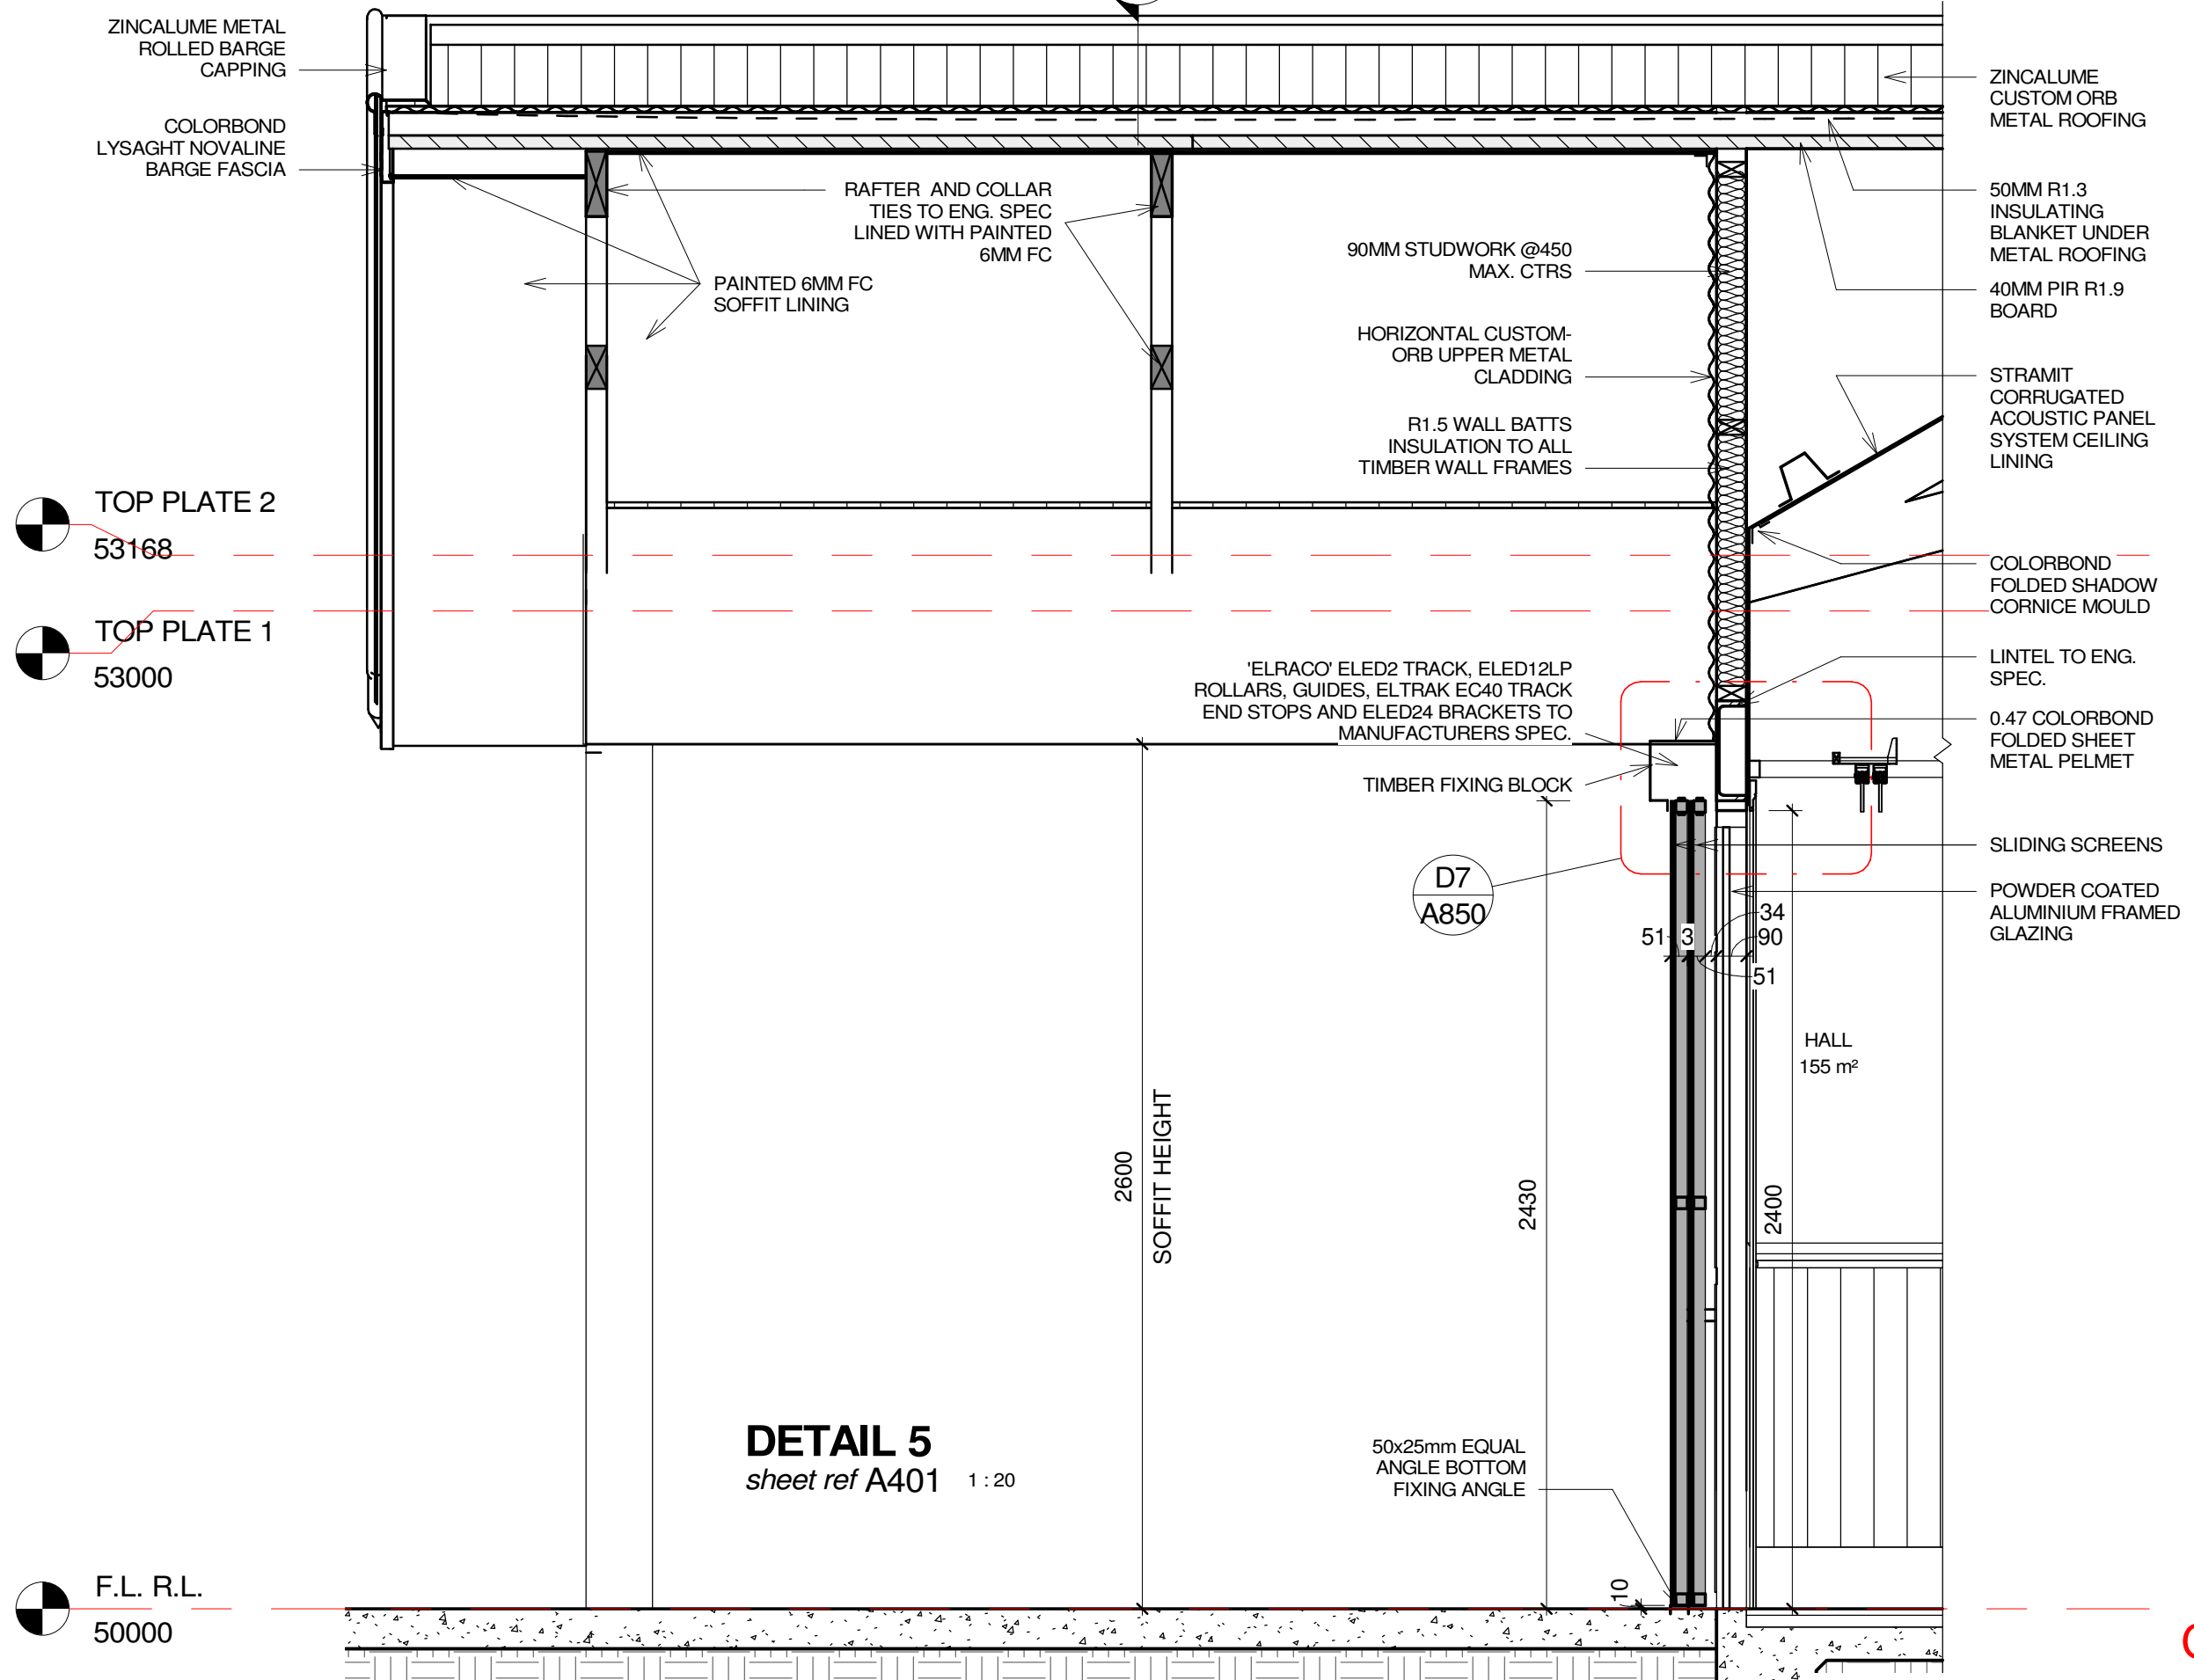 ZINCALUME METAL
ROLLED BARGE
CAPPING
COLORBOND
LYSAGHT NOVALINE
BARGE FASCIA
RAFTER AND COLLAR
TIES TO ENG. SPEC
LINED WITH PAINTED
6MM FC
PAINTED 6MM FC
SOFFIT LINING
90MM STUDWORK @450
MAX. CTRS
HORIZONTAL CUSTOM-
ORB UPPER METAL
CLADDING
R1.5 WALL BATTS
INSULATION TO ALL
TIMBER WALL FRAMES
ZINCALUME
CUSTOM ORB
METAL ROOFING
50MM R1.3
INSULATING
BLANKET UNDER
METAL ROOFING
40MM PIR R1.9
BOARD
STRAMIT
CORRUGATED
ACOUSTIC PANEL
SYSTEM CEILING
LINING
TOP PLATE 2
53168
TOP PLATE 1
53000
COLORBOND
FOLDED SHADOW
CORNICE MOULD
LINTEL TO ENG.
SPEC.
0.47 COLORBOND
FOLDED SHEET
METAL PELMET
'ELRACO' ELED2 TRACK, ELED12LP
ROLLARS, GUIDES, ELTRAK EC40 TRACK
END STOPS AND ELED24 BRACKETS TO
MANUFACTURERS SPEC.
TIMBER FIXING BLOCK
SLIDING SCREENS
POWDER COATED
ALUMINIUM FRAMED
GLAZING
D7
A850
34
51 3 90
51
HALL
155 m²
2600
SOFFIT HEIGHT
2430
2400
DETAIL 5
sheet ref A401 1 : 20
50x25mm EQUAL
ANGLE BOTTOM
FIXING ANGLE
10
F.L. R.L.
50000